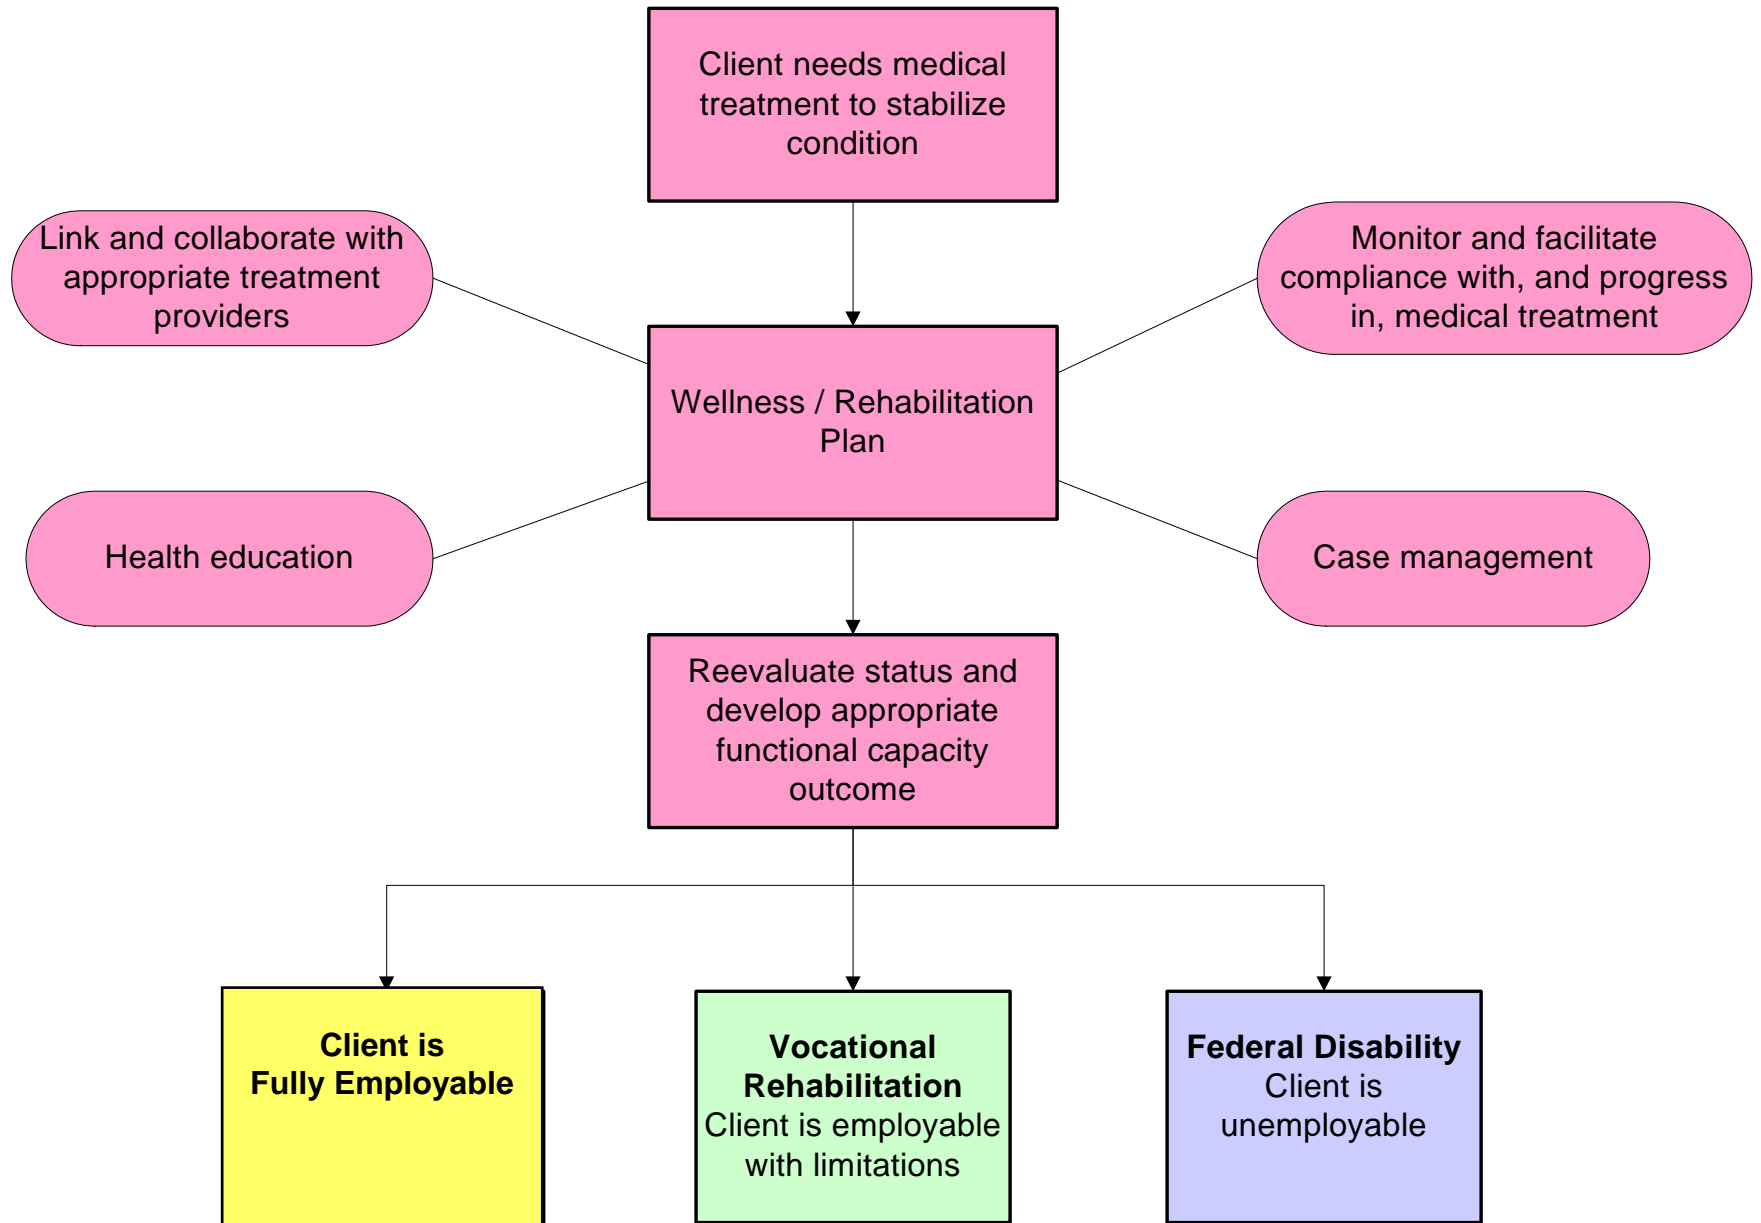 Client needs medical
treatment to stabilize
condition
Link and collaborate with
appropriate treatment
providers
Monitor and facilitate
compliance with, and progress
in, medical treatment
Wellness / Rehabilitation
Plan
Health education
Case management
Reevaluate status and
develop appropriate
functional capacity
outcome
Client is
Fully Employable
Vocational
Rehabilitation
Client is employable
with limitations
Federal Disability
Client is
unemployable